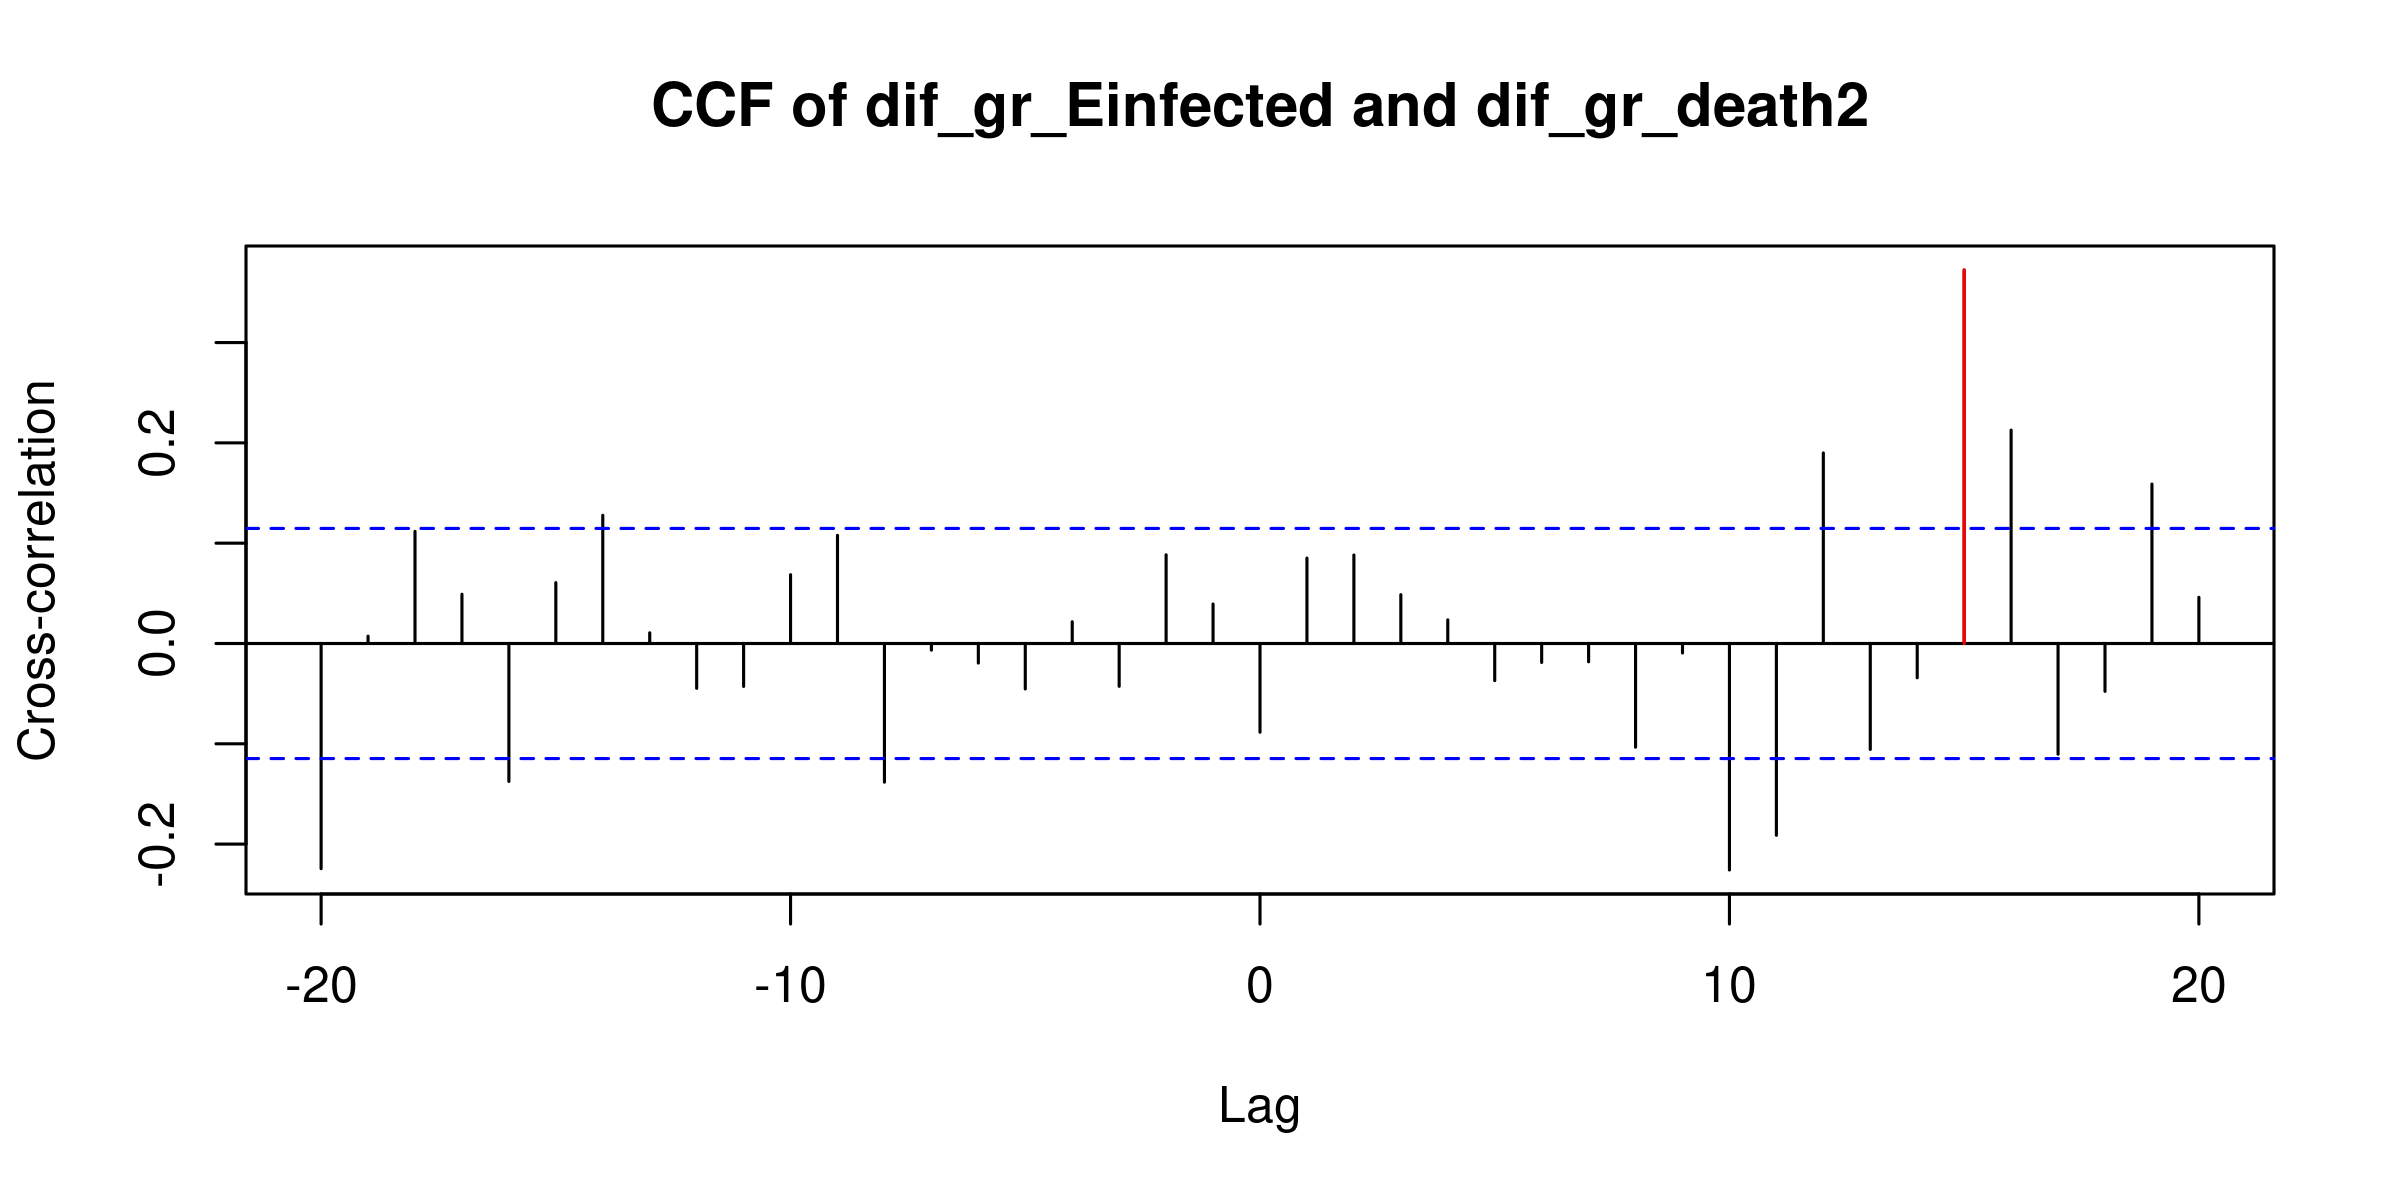 CCF of dif_gr_Einfected and dif_gr_death2
Cross-correlation
0.2
0.0
-0.2
-20 -10 0 10 20
Lag